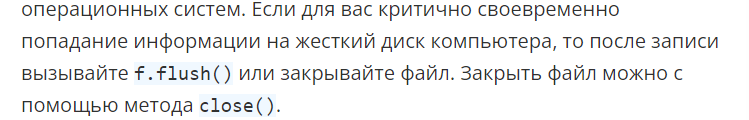 операционных систем. Если для вас критично своевременно
попадание информации на жесткий диск компьютера, то после записи
вызывайте f.flush() или закрывайте файл. Закрыть файл можно с
помощью метода close().